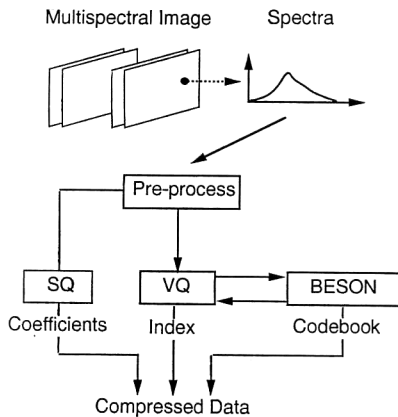 Multispectral Image
Spectra
Pre-process
SQ
VQ
BESON
Coefficients
Index
Codebook
Compressed Data